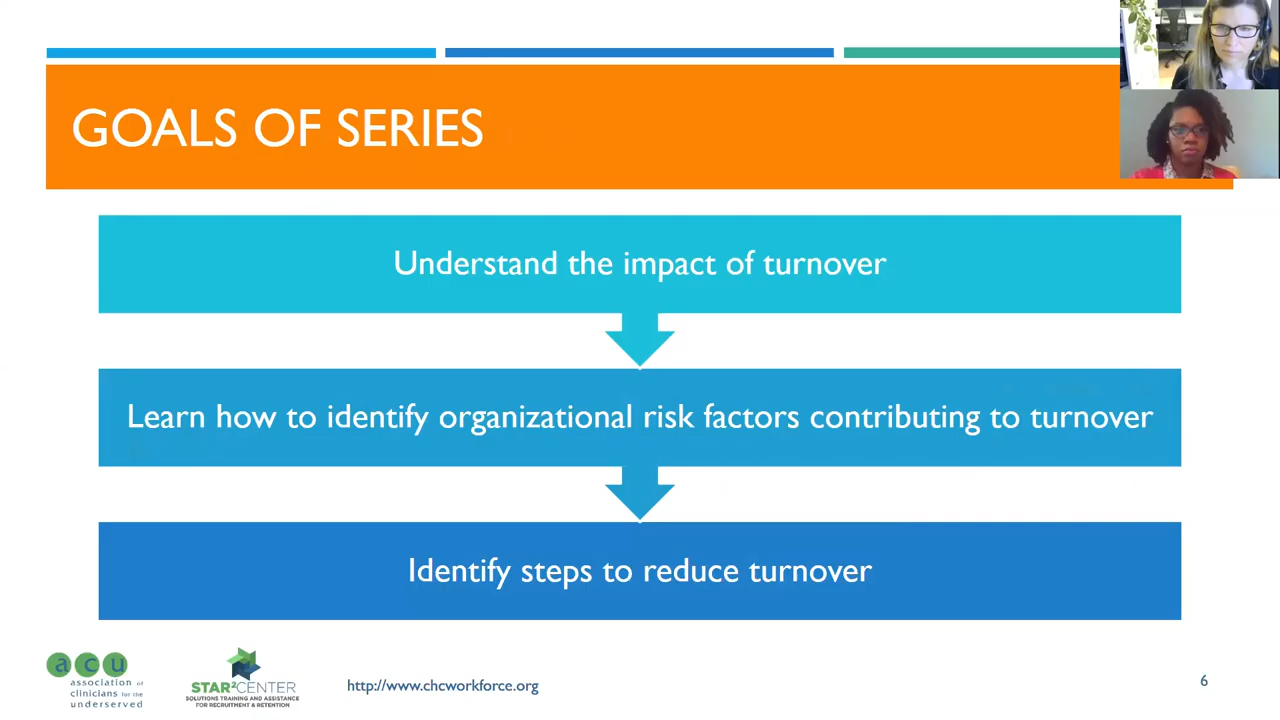 GOALS OF SERIES
Understand the impact of turnover
Learn how to identify organizational risk factors contributing to turnover
Identify steps to reduce turnover
acu
association of
clinicians for the
underserved
STAR²CENTER
SOLUTIONS TRAINING AND ASSISTANCE
FOR RECRUITMENT & RETENTION
http://www.chcworkforce.org
6